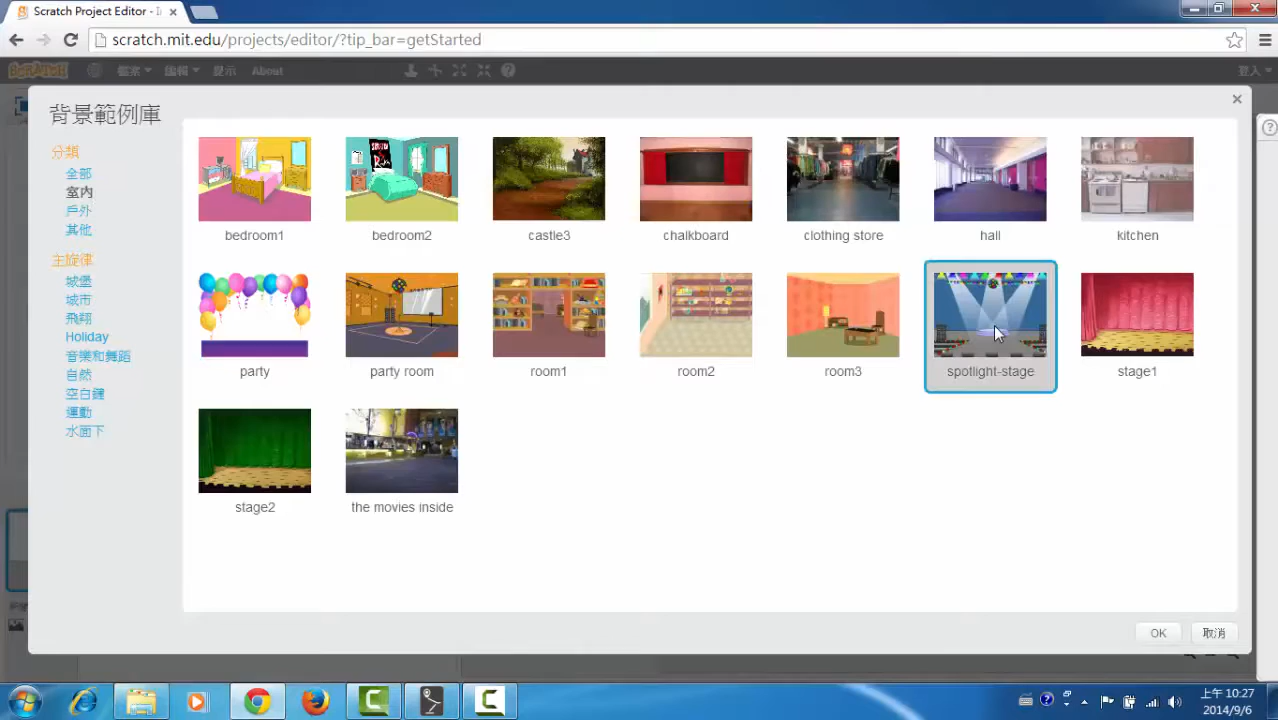 Scratch Project Editor - I
scratch.mit.edu/projects/editor/?tip_bar=getStarted
SCRATCH 檔案 編輯 提示 About 登入
背景範例庫
分類
全部
室內
戶外
其他
主旋律
城堡
城市
飛翔
Holiday
音樂和舞蹈
自然
運動
水面下
bedroom1 bedroom2 castle3 chalkboard clothing store hall kitchen
party party room room1 room2 room3 spotlight-stage stage1
stage2 the movies inside
OK 取消
上午 10:27
2014/9/6